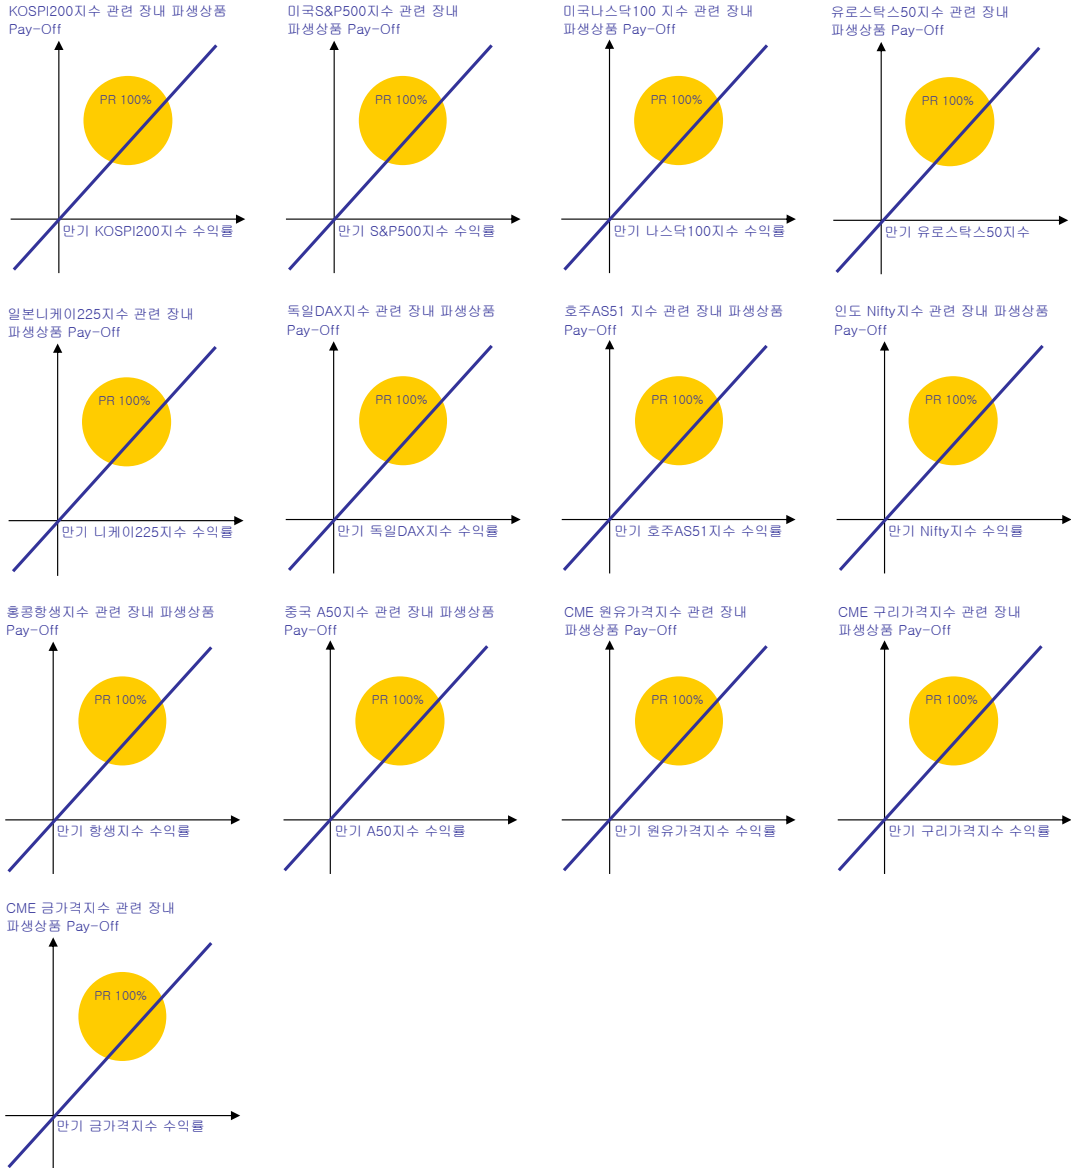 KOSPI200지수 관련 장내 파생상품
Pay-Off
PR 100%
만기 KOSPI200지수 수익률
미국S&P500지수 관련 장내
파생상품 Pay-Off
PR 100%
만기 S&P500지수 수익률
미국나스닥100 지수 관련 장내
파생상품 Pay-Off
PR 100%
만기 나스닥100지수 수익률
유로스탁스50지수 관련 장내
파생상품 Pay-Off
PR 100%
만기 유로스탁스50지수
일본니케이225지수 관련 장내
파생상품 Pay-Off
PR 100%
만기 니케이225지수 수익률
독일DAX지수 관련 장내 파생상품
Pay-Off
PR 100%
만기 독일DAX지수 수익률
호주AS51 지수 관련 장내 파생상품
Pay-Off
PR 100%
만기 호주AS51지수 수익률
인도 Nifty지수 관련 장내 파생상품
Pay-Off
PR 100%
만기 Nifty지수 수익률
홍콩항생지수 관련 장내 파생상품
Pay-Off
PR 100%
만기 항생지수 수익률
중국 A50지수 관련 장내 파생상품
Pay-Off
PR 100%
만기 A50지수 수익률
CME 원유가격지수 관련 장내
파생상품 Pay-Off
PR 100%
만기 원유가격지수 수익률
CME 구리가격지수 관련 장내
파생상품 Pay-Off
PR 100%
만기 구리가격지수 수익률
CME 금가격지수 관련 장내
파생상품 Pay-Off
PR 100%
만기 금가격지수 수익률